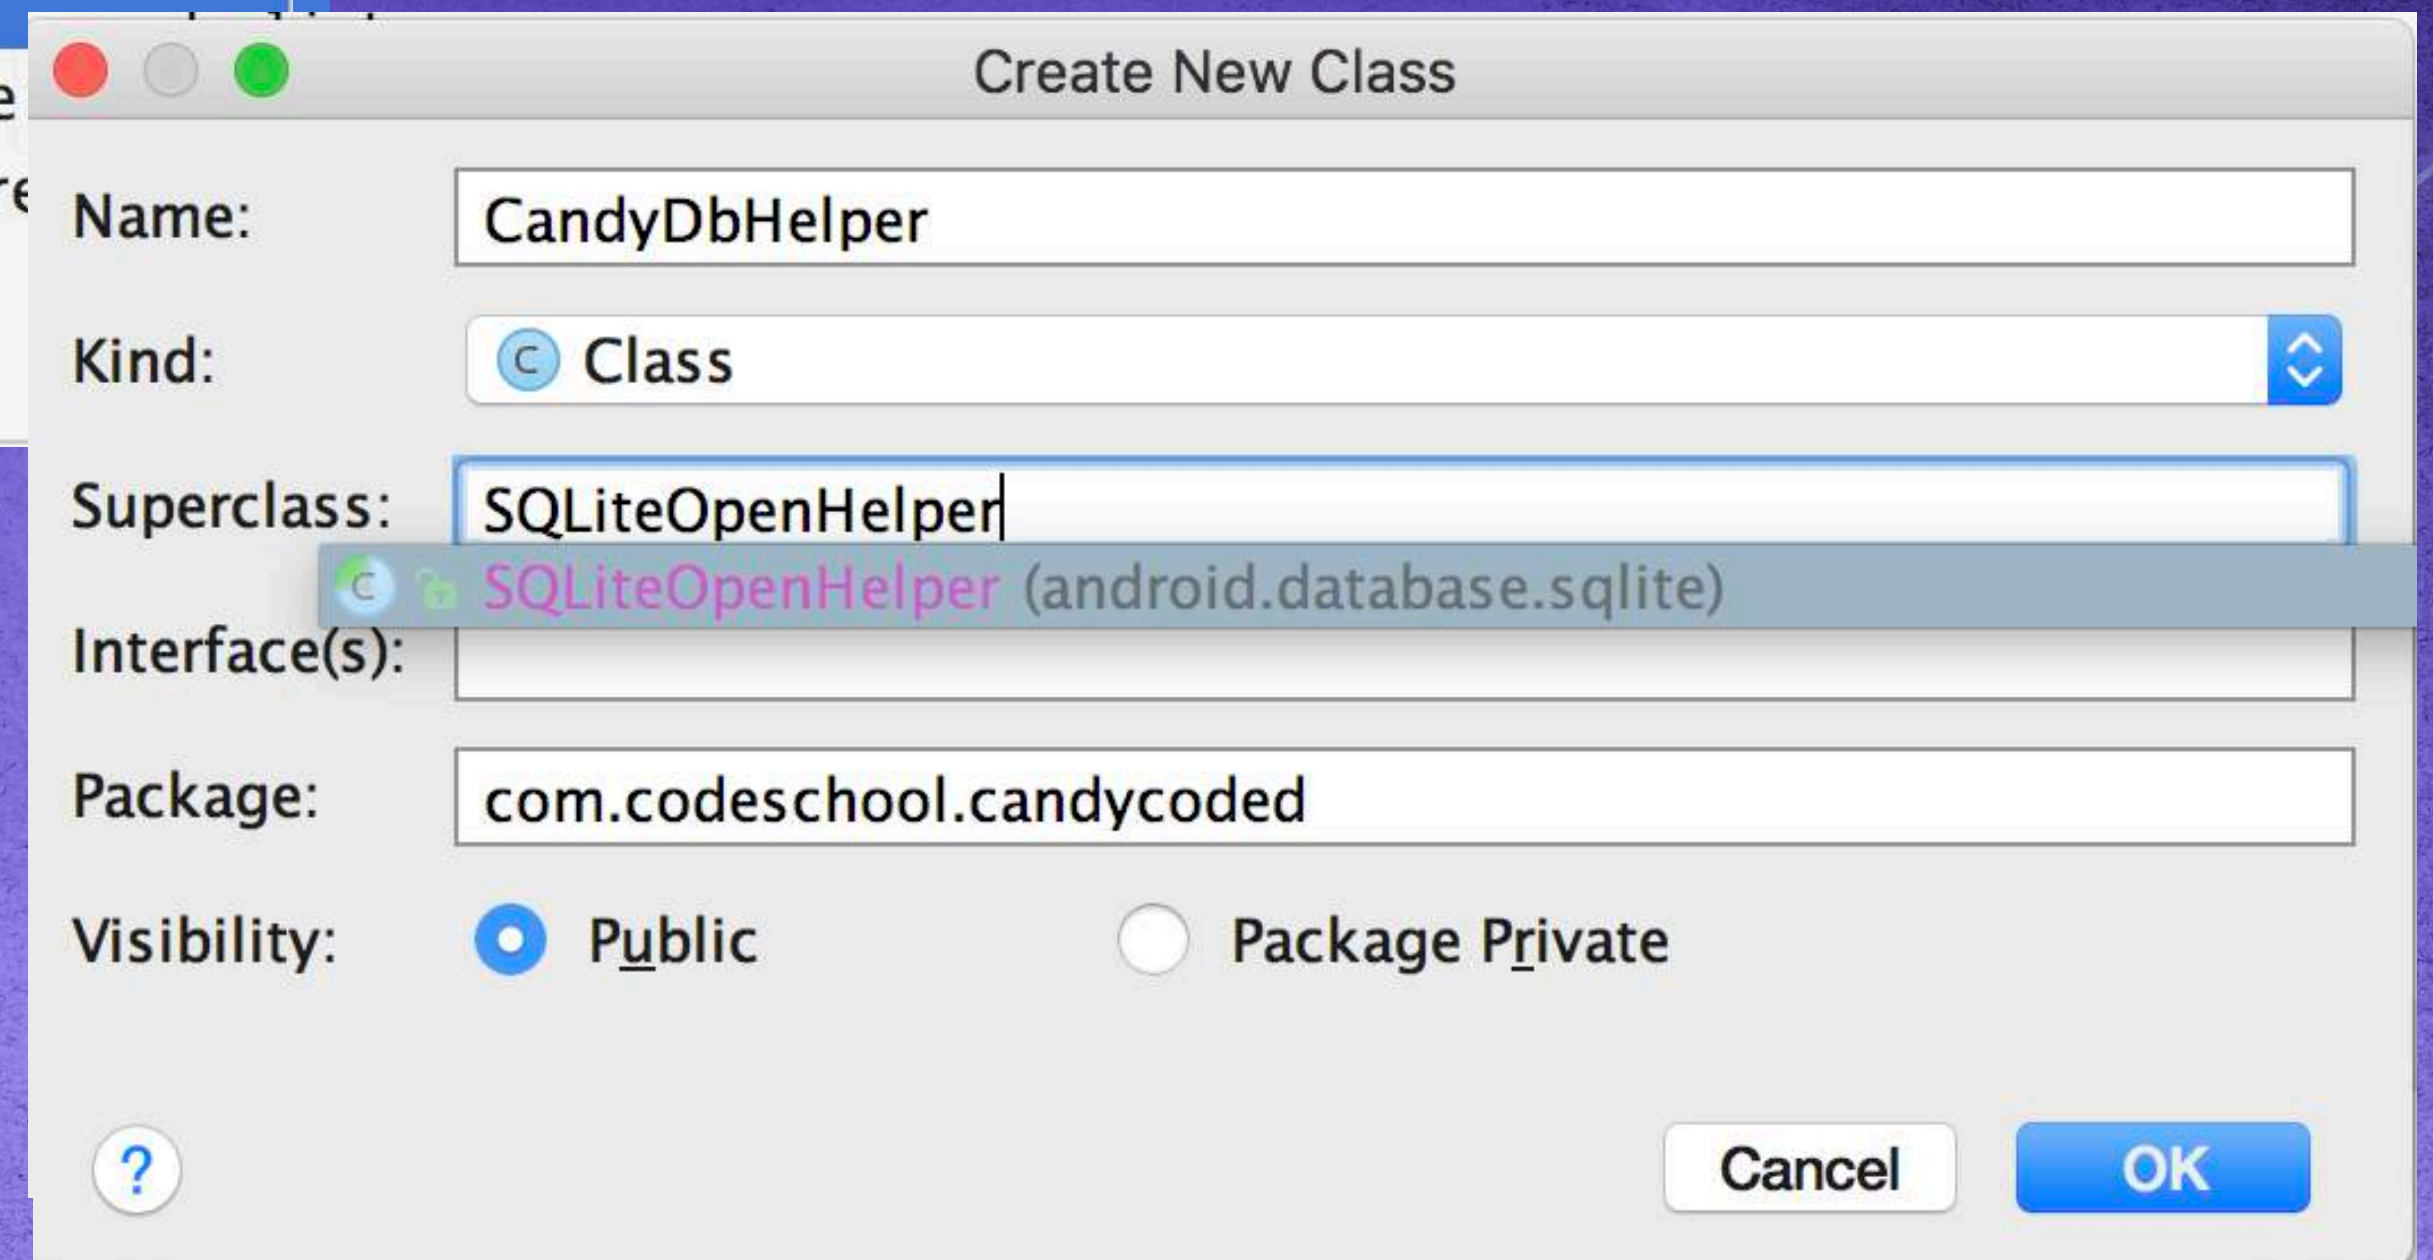 Create New Class
Name: CandyDbHelper
Kind: C Class
Superclass: SQLiteOpenHelper
C SQLiteOpenHelper (android.database.sqlite)
Interface(s):
Package: com.codeschool.candycoded
Visibility: Public Package Private
? Cancel OK